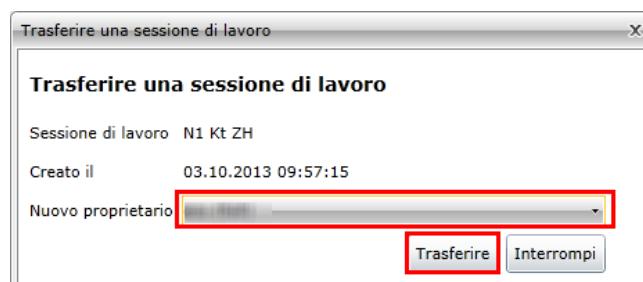 Trasferire una sessione di lavoro
Trasferire una sessione di lavoro
Sessione di lavoro N1 Kt ZH
Creato il 03.10.2013 09:57:15
Nuovo proprietario
Trasferire Interrompi